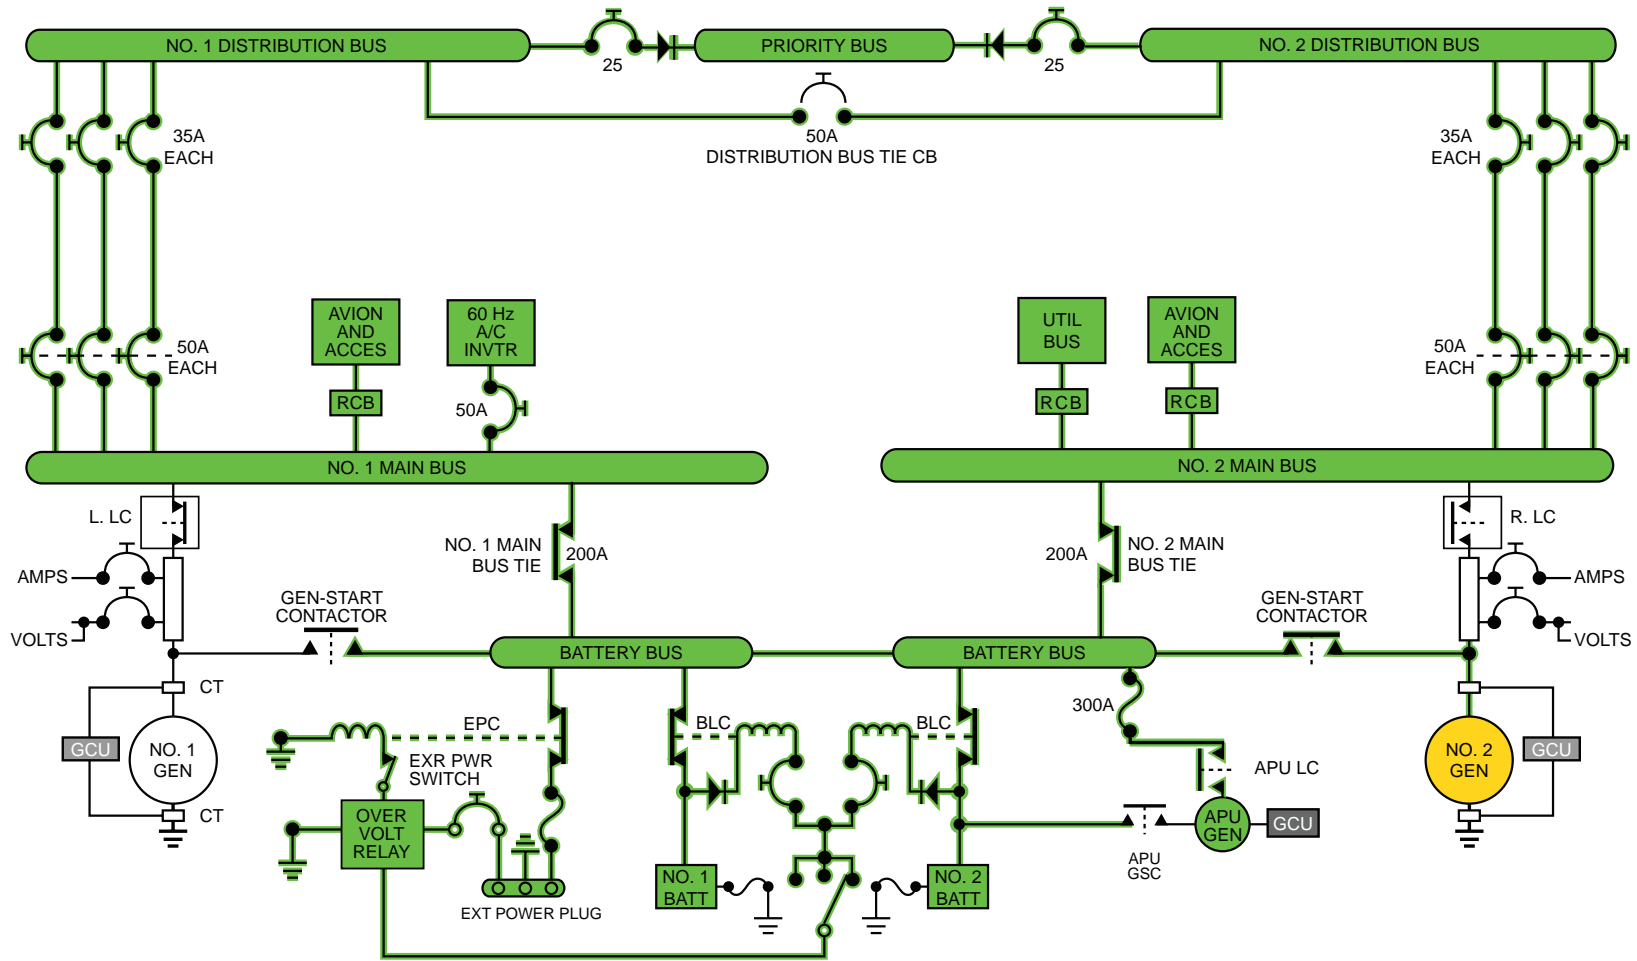 NO. 1 DISTRIBUTION BUS
PRIORITY BUS
NO. 2 DISTRIBUTION BUS
25
25
50A
DISTRIBUTION BUS TIE CB
35A
EACH
35A
EACH
50A
EACH
AVION
AND
ACCES
RCB
60 Hz
A/C
INVTR
50A
UTIL
BUS
RCB
AVION
AND
ACCES
RCB
50A
EACH
NO. 1 MAIN BUS
NO. 2 MAIN BUS
L. LC
R. LC
NO. 1 MAIN
BUS TIE
200A
200A
NO. 2 MAIN
BUS TIE
AMPS
VOLTS
AMPS
VOLTS
GEN-START
CONTACTOR
GEN-START
CONTACTOR
BATTERY BUS
BATTERY BUS
CT
GCU
NO. 1
GEN
CT
EPC
EXR PWR
SWITCH
OVER
VOLT
RELAY
EXT POWER PLUG
BLC
BLC
300A
APU LC
APU
GEN
GCU
APU
GSC
NO. 1
BATT
NO. 2
BATT
NO. 2
GEN
GCU